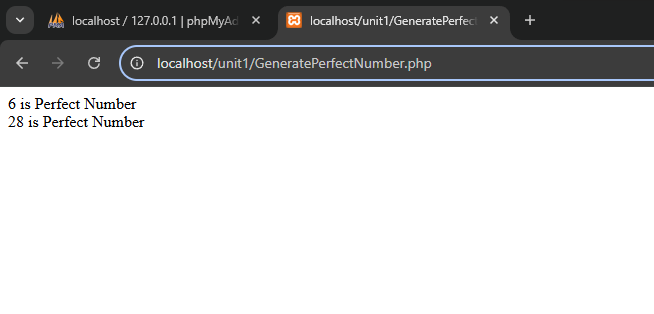 localhost / 127.0.0.1 | phpMyAd
localhost/unit1/GeneratePerfect
localhost/unit1/GeneratePerfectNumber.php
6 is Perfect Number
28 is Perfect Number